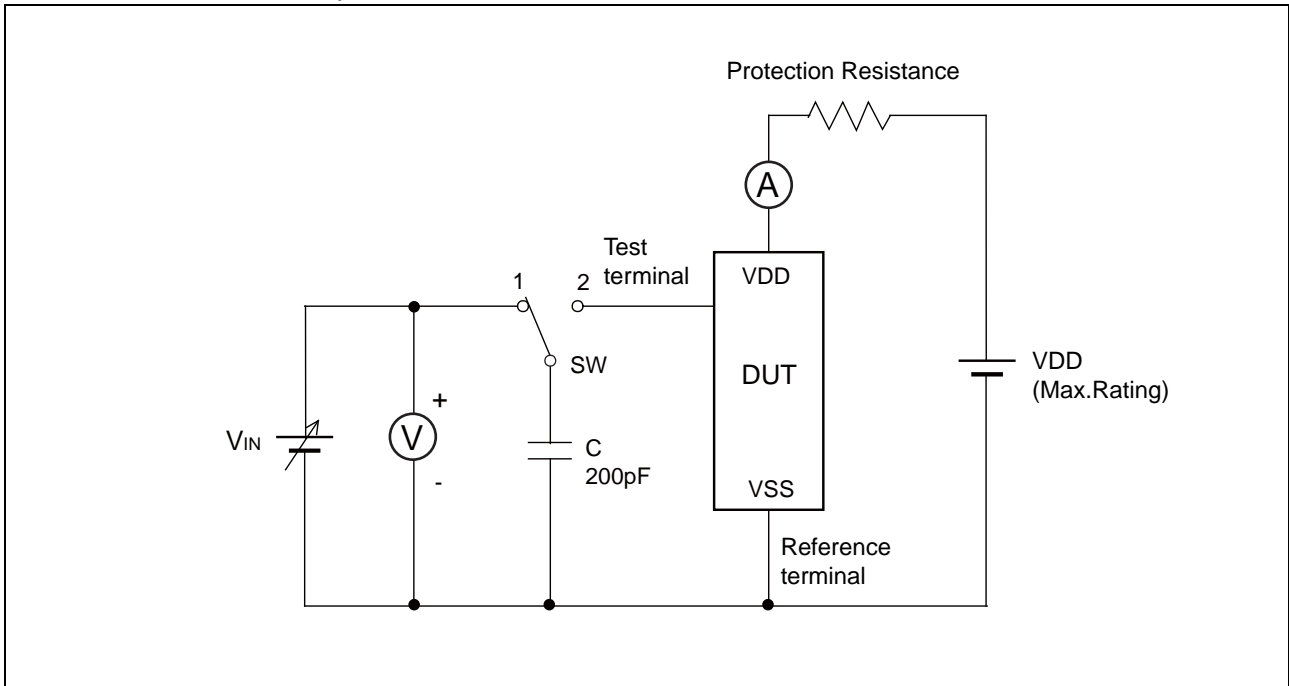 Protection Resistance
A
Test
terminal
1
2
VDD
SW
DUT
VDD
(Max.Rating)
VIN
+
V
-
C
200pF
VSS
Reference
terminal